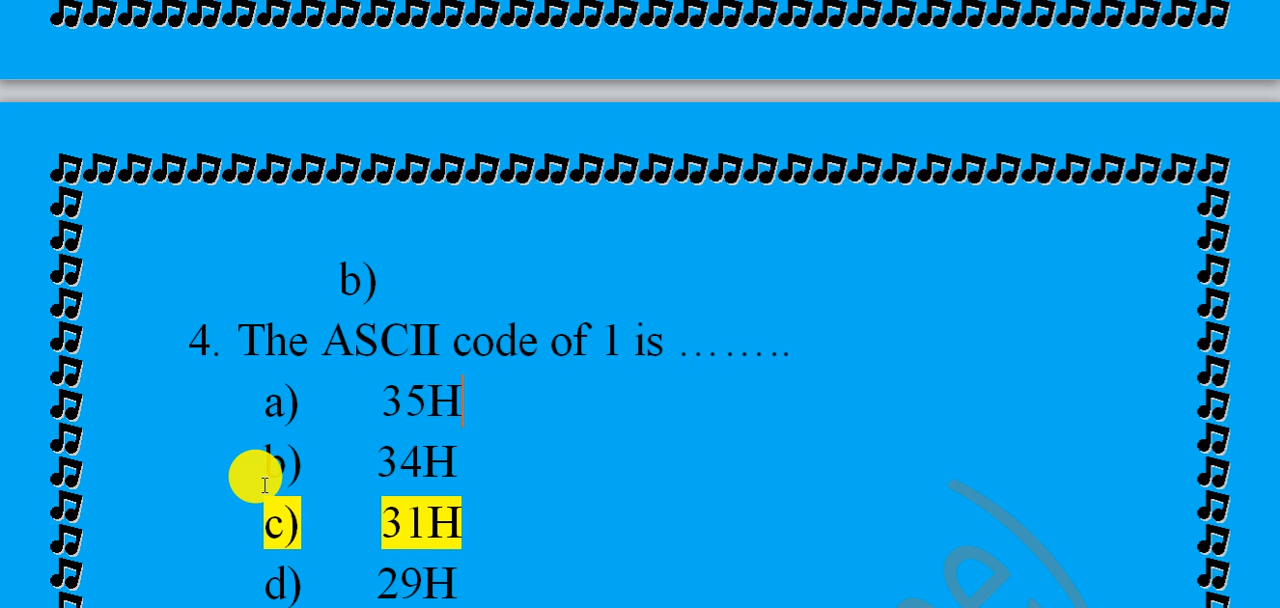 b)
4. The ASCII code of 1 is ........
a) 35H
b) 34H
c) 31H
d) 29H